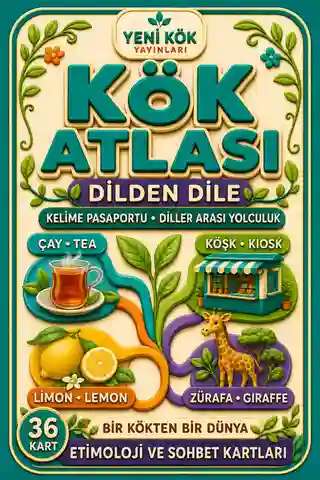 YENİ KÖK
YAYINLARI
KÖK
ATLASI
DİLDEN DİLE
KELİME PASAPORTU • DİLLER ARASI YOLCULUK
ÇAY • TEA
KÖŞK • KIOSK
LİMON • LEMON
ZÜRAFA • GIRAFFE
36
KART
BİR KÖKTEN BİR DÜNYA
ETİMOLOJİ VE SOHBET KARTLARI